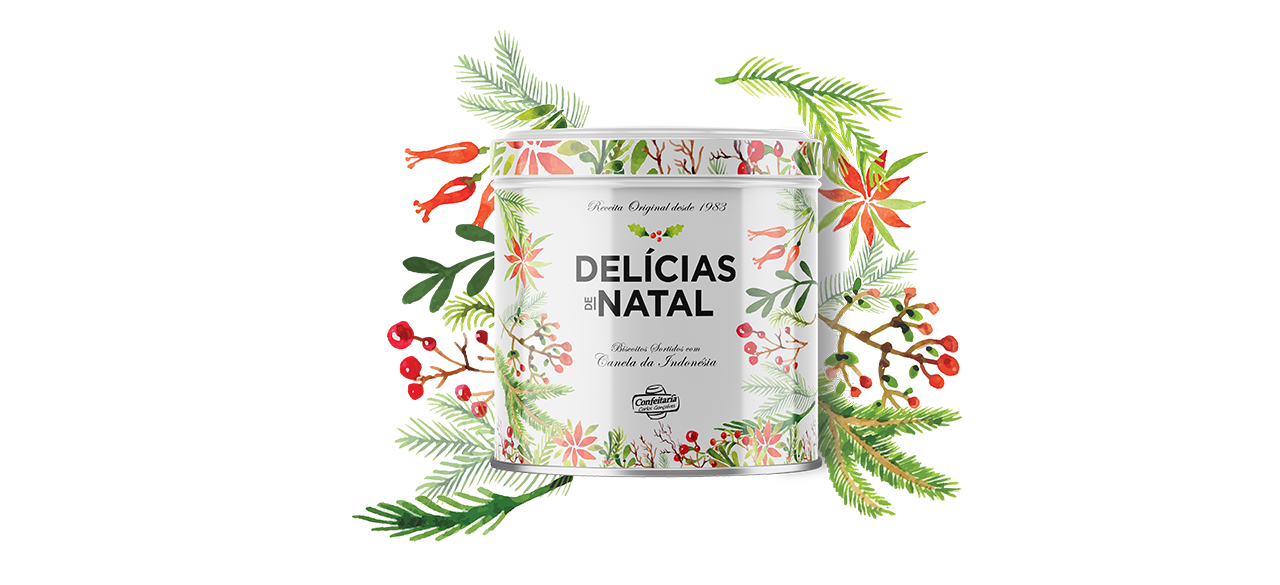 Receita Original desde 1983
DELÍCIAS
DE NATAL
Biscoitos Sortidos com
Canela da Indonésia
Confeitaria
Carlos Gonçalves